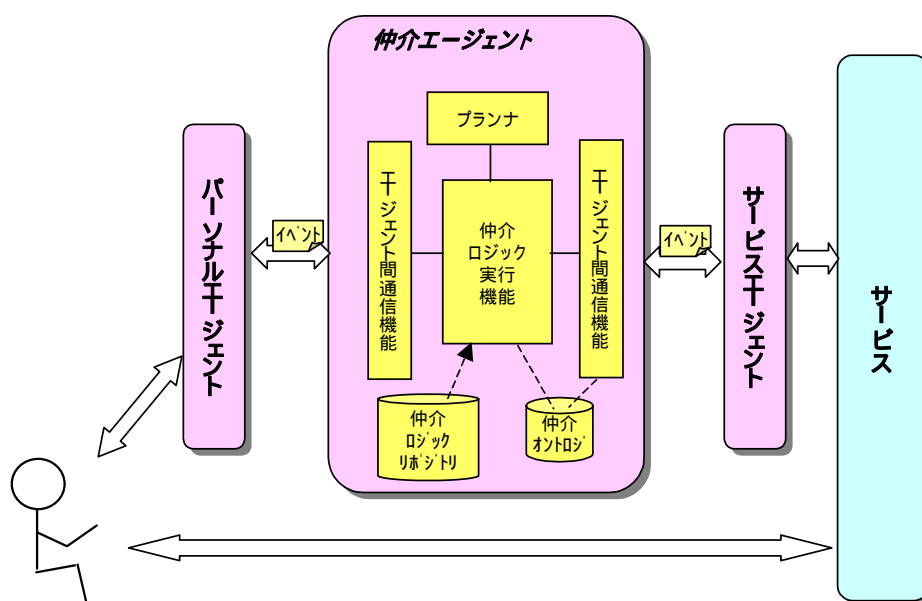 仲介エージェント
プランナ
パーソナルエージェント
イベント
エージェント間通信機能
仲介
ロジック
実行
機能
エージェント間通信機能
イベント
サービスエージェント
サービス
仲介
ロジック
リポジトリ
仲介
オントロジ